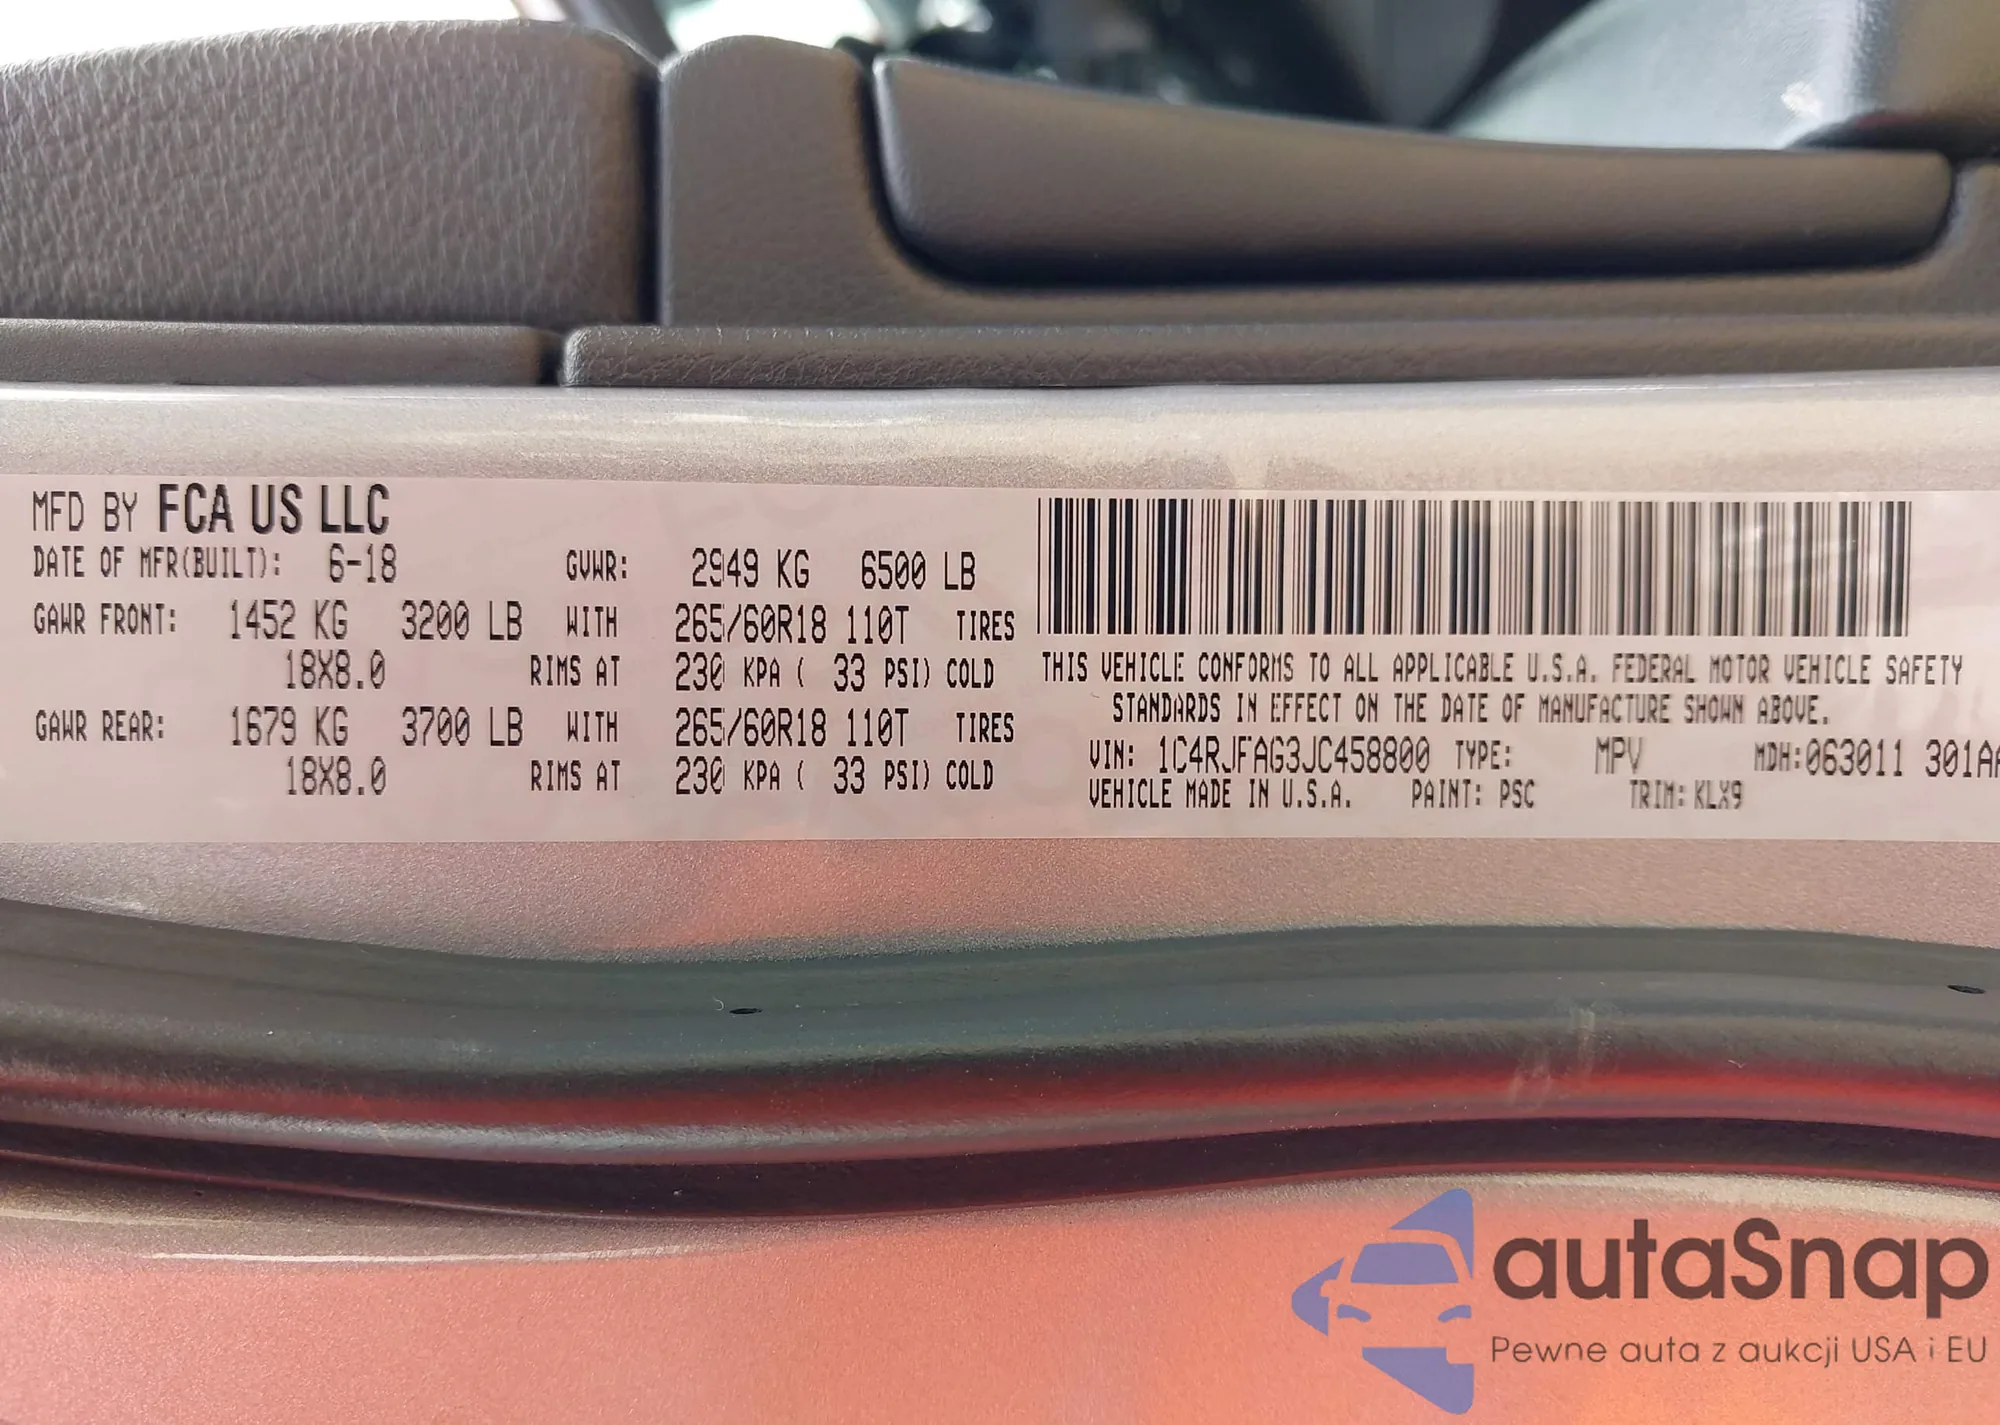 MFD BY FCA US LLC
DATE OF MFR(BUILT): 6-18 GVWR: 2949 KG 6500 LB
GAWR FRONT: 1452 KG 3200 LB WITH 265/60R18 110T TIRES
18X8.0 RIMS AT 230 KPA ( 33 PSI) COLD
GAWR REAR: 1679 KG 3700 LB WITH 265/60R18 110T TIRES
18X8.0 RIMS AT 230 KPA ( 33 PSI) COLD
THIS VEHICLE CONFORMS TO ALL APPLICABLE U.S.A. FEDERAL MOTOR VEHICLE SAFETY
STANDARDS IN EFFECT ON THE DATE OF MANUFACTURE SHOWN ABOVE.
VIN: 1C4RJFAG3JC458800 TYPE: MPV MDH:063011 301AA
VEHICLE MADE IN U.S.A. PAINT: PSC TRIM: KLX9
autaSnap
Pewne auta z aukcji USA i EU